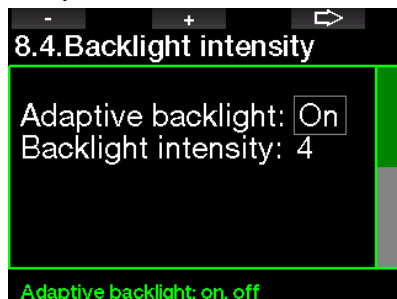 - +
8.4.Backlight intensity
Adaptive backlight: On
Backlight intensity: 4
Adaptive backlight: on, off